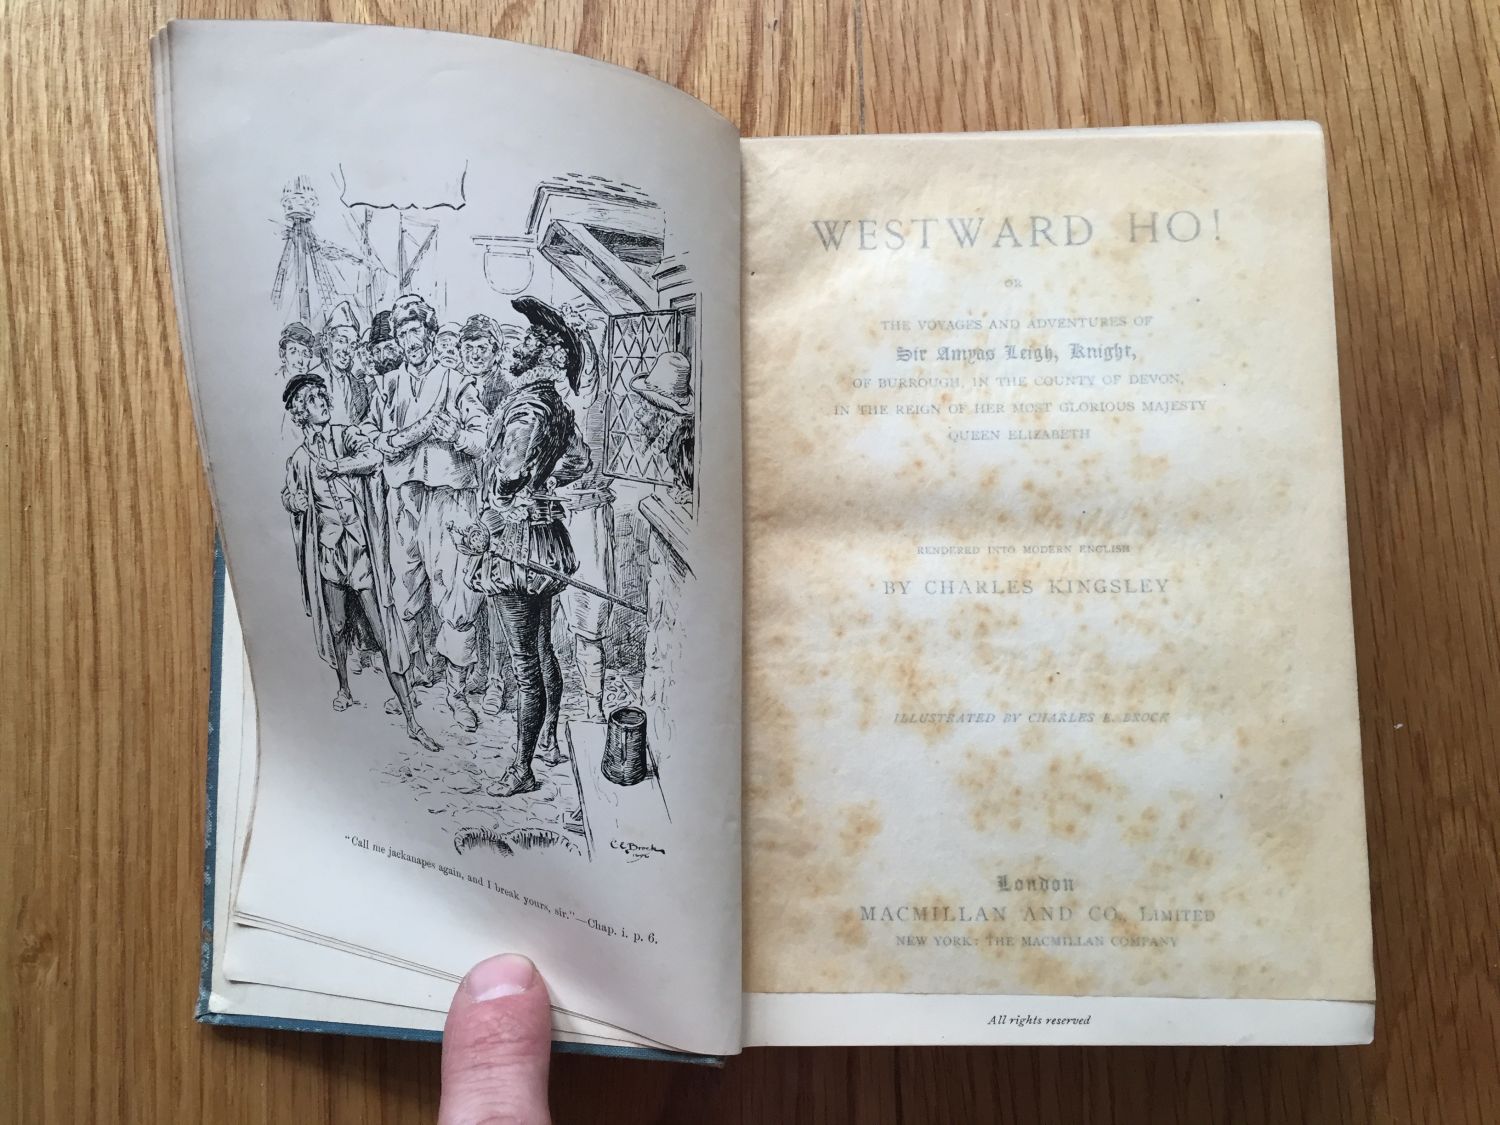 "Call me jackanapes again, and I break yours, sir."—Chap. i. p. 6.
C E Brock
WESTWARD HO!
OR
THE VOYAGES AND ADVENTURES OF
Sir Amyas Leigh, Knight,
OF BURROUGH, IN THE COUNTY OF DEVON,
IN THE REIGN OF HER MOST GLORIOUS MAJESTY
QUEEN ELIZABETH
RENDERED INTO MODERN ENGLISH
BY CHARLES KINGSLEY
ILLUSTRATED BY CHARLES E. BROCK
London
MACMILLAN AND CO., LIMITED
NEW YORK: THE MACMILLAN COMPANY
All rights reserved